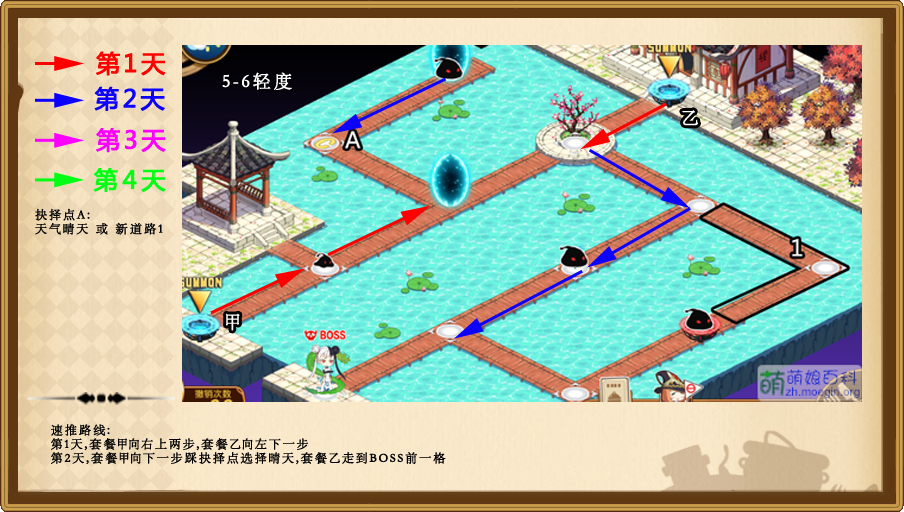 第1天
第2天
第3天
第4天
抉择点A:
天气晴天 或 新道路1
5-6轻度
SUMMON
乙
A
1
SUMMON
甲
BOSS
撤销次数
萌娘百科
zh.moegirl.org
速推路线:
第1天,套餐甲向右上两步,套餐乙向左下一步
第2天,套餐甲向下一步踩抉择点选择晴天,套餐乙走到BOSS前一格